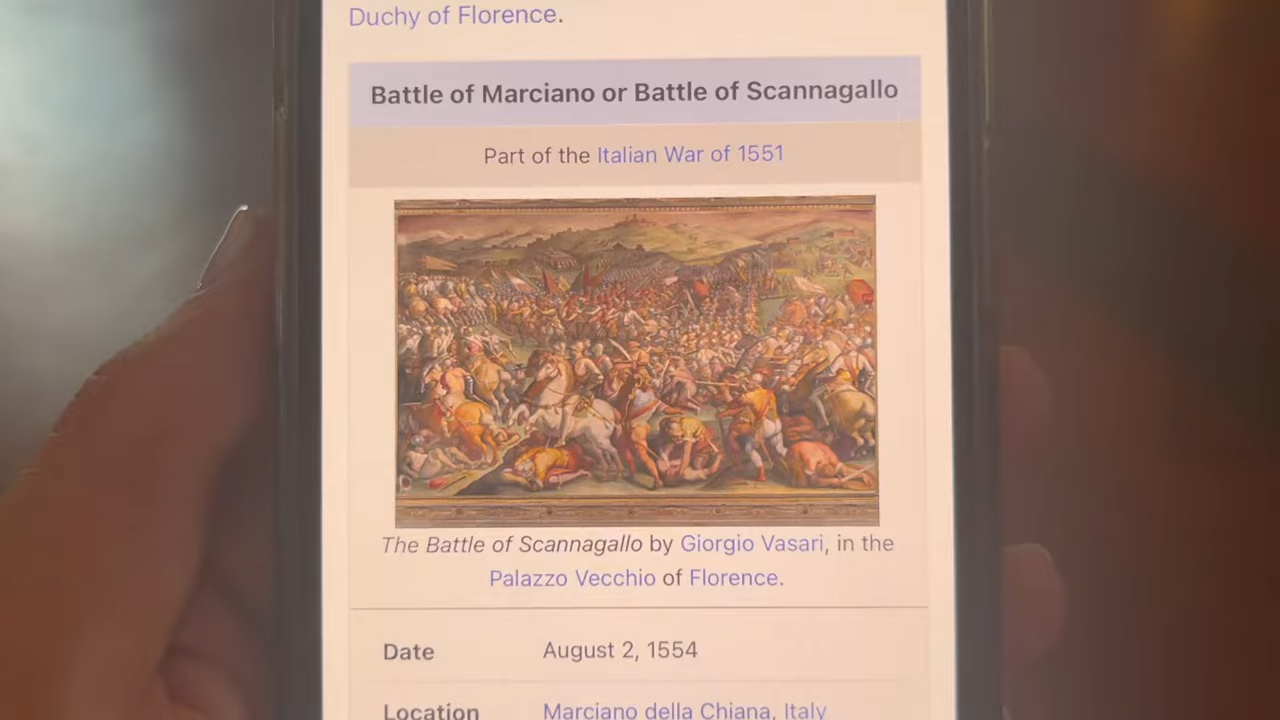 Duchy of Florence.
Battle of Marciano or Battle of Scannagallo
Part of the Italian War of 1551
The Battle of Scannagallo by Giorgio Vasari, in the
Palazzo Vecchio of Florence.
Date August 2, 1554
Location Marciano della Chiana, Italy